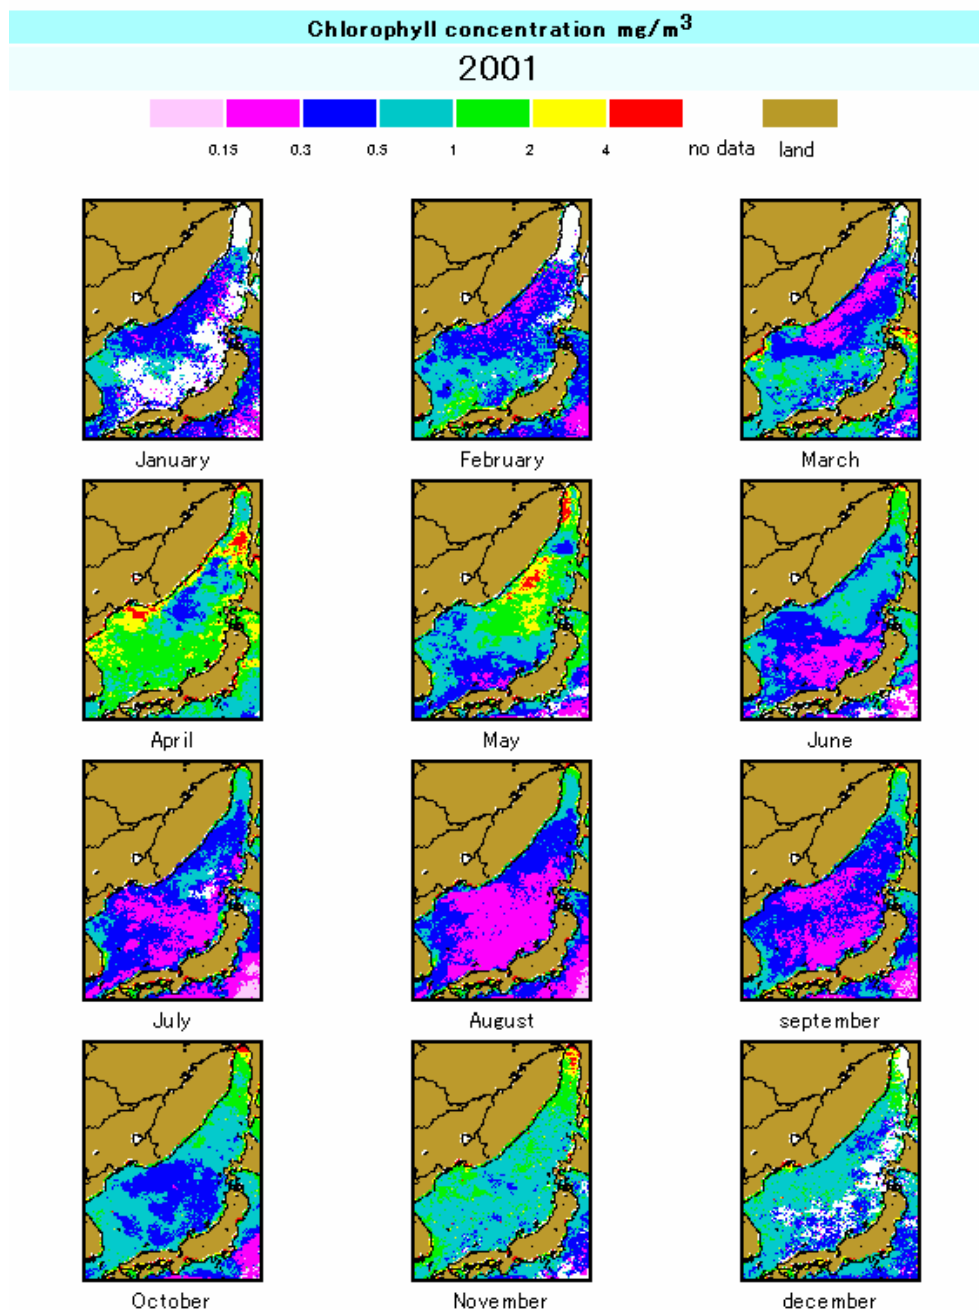 Chlorophyll concentration mg/m³
2001
0.15 0.3 0.5 1 2 4 no data land
January February March
April May June
July August september
October November december